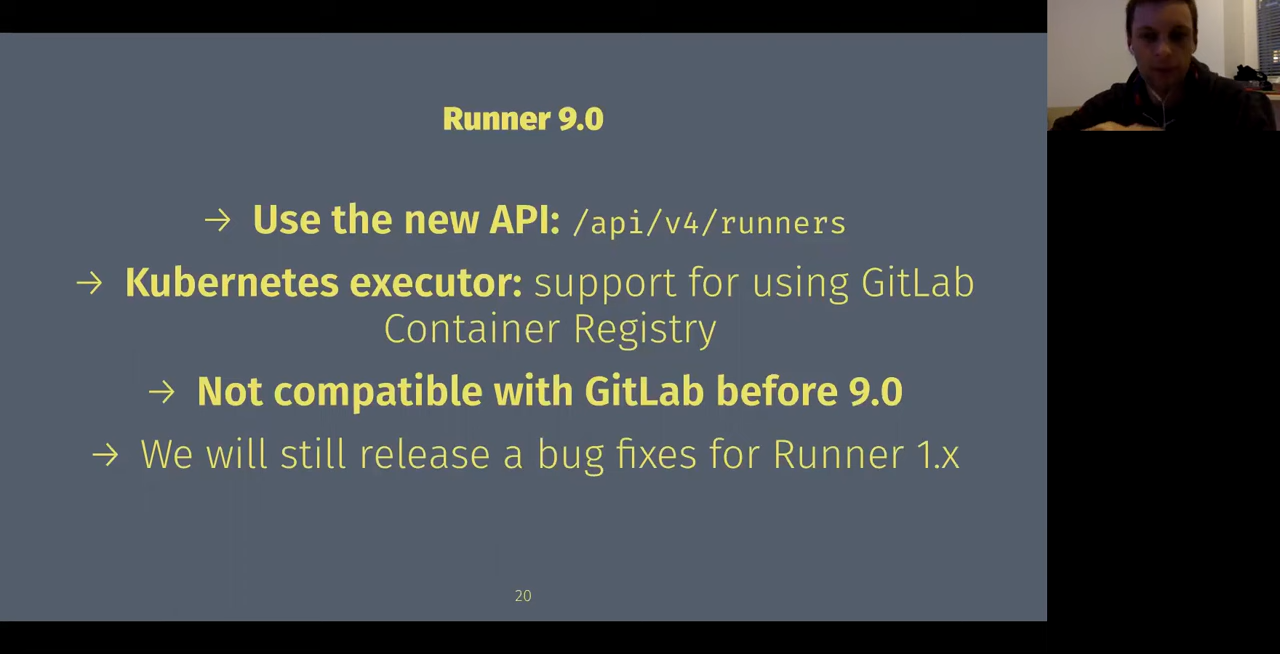 Runner 9.0
→ Use the new API: /api/v4/runners
→ Kubernetes executor: support for using GitLab
Container Registry
→ Not compatible with GitLab before 9.0
→ We will still release a bug fixes for Runner 1.x
20